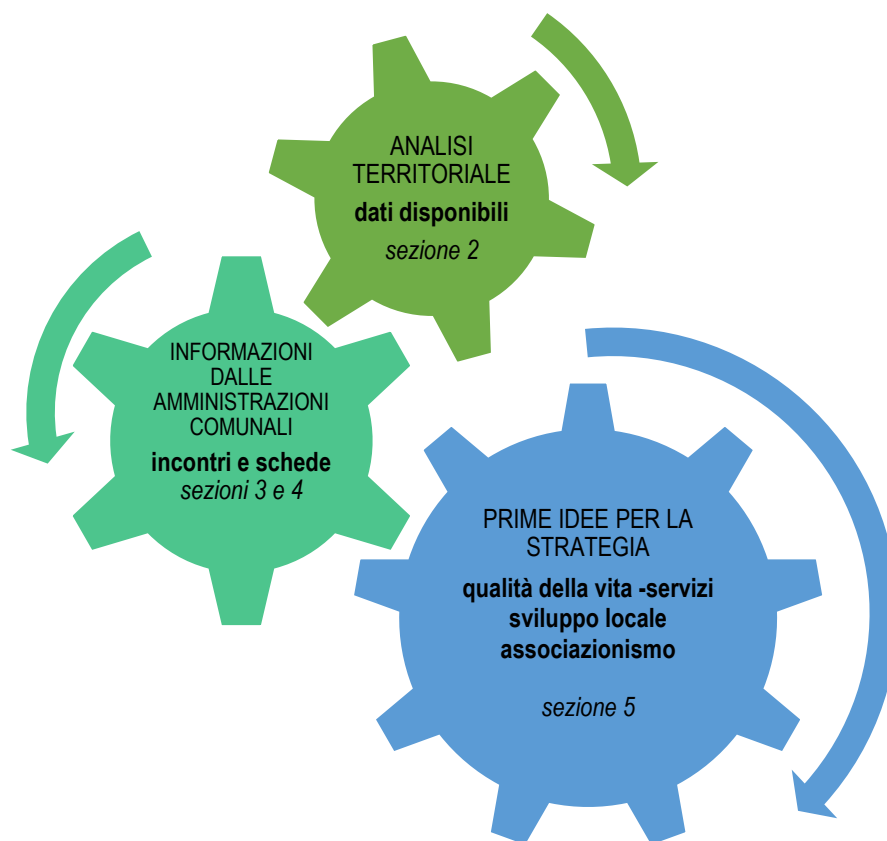 ANALISI
TERRITORIALE
dati disponibili
sezione 2
INFORMAZIONI
DALLE
AMMINISTRAZIONI
COMUNALI
incontri e schede
sezioni 3 e 4
PRIME IDEE PER LA
STRATEGIA
qualità della vita -servizi
sviluppo locale
associazionismo
sezione 5